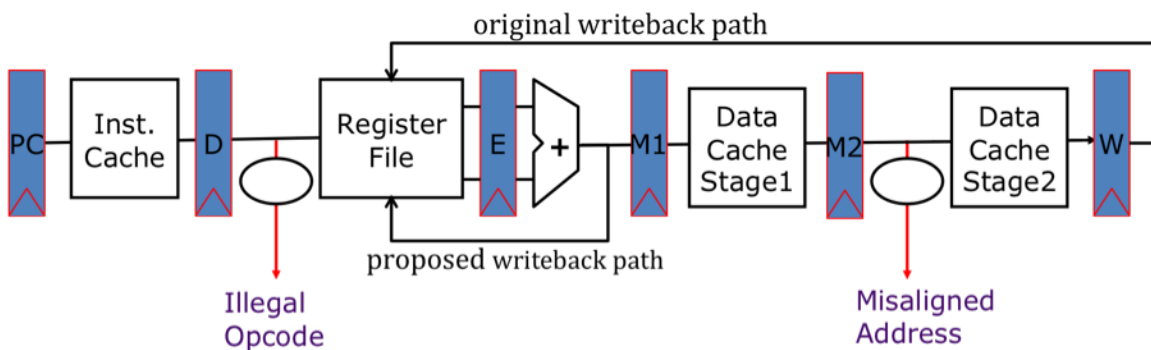 original writeback path
PC
Inst.
Cache
D
Register
File
E
+
M1
Data
Cache
Stage1
M2
Data
Cache
Stage2
W
proposed writeback path
Illegal
Opcode
Misaligned
Address